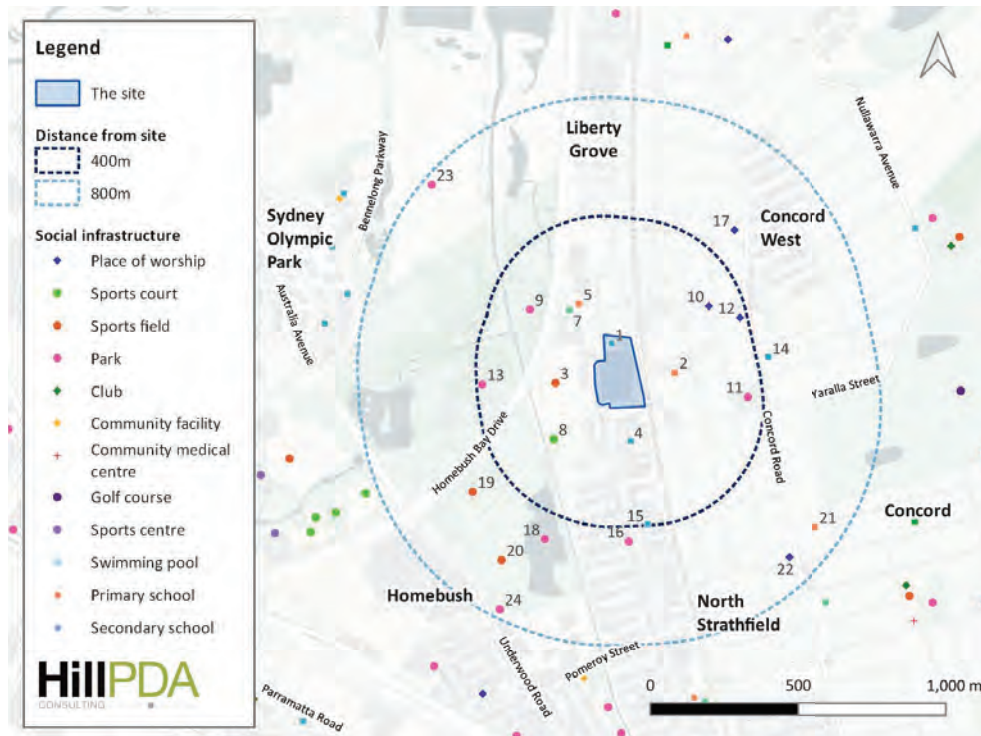 Legend
The site
Distance from site
400m
800m
Social infrastructure
Place of worship
Sports court
Sports field
Park
Club
Community facility
Community medical
centre
Golf course
Sports centre
Swimming pool
Primary school
Secondary school
HillPDA
CONSULTING
Liberty
Grove
Nullawarra Avenue
Bennelong Parkway
23
Sydney
Olympic
Park
17
Concord
West
Australia Avenue
9
5
7
10
12
1
14
13
3
2
11
Yaralla Street
8
4
Homebush Bay Drive
Concord Road
19
15
18
16
21
Concord
20
22
Homebush
24
North
Strathfield
Underwood Road
Pomeroy Street
Parramatta Road
0
500
1,000 m